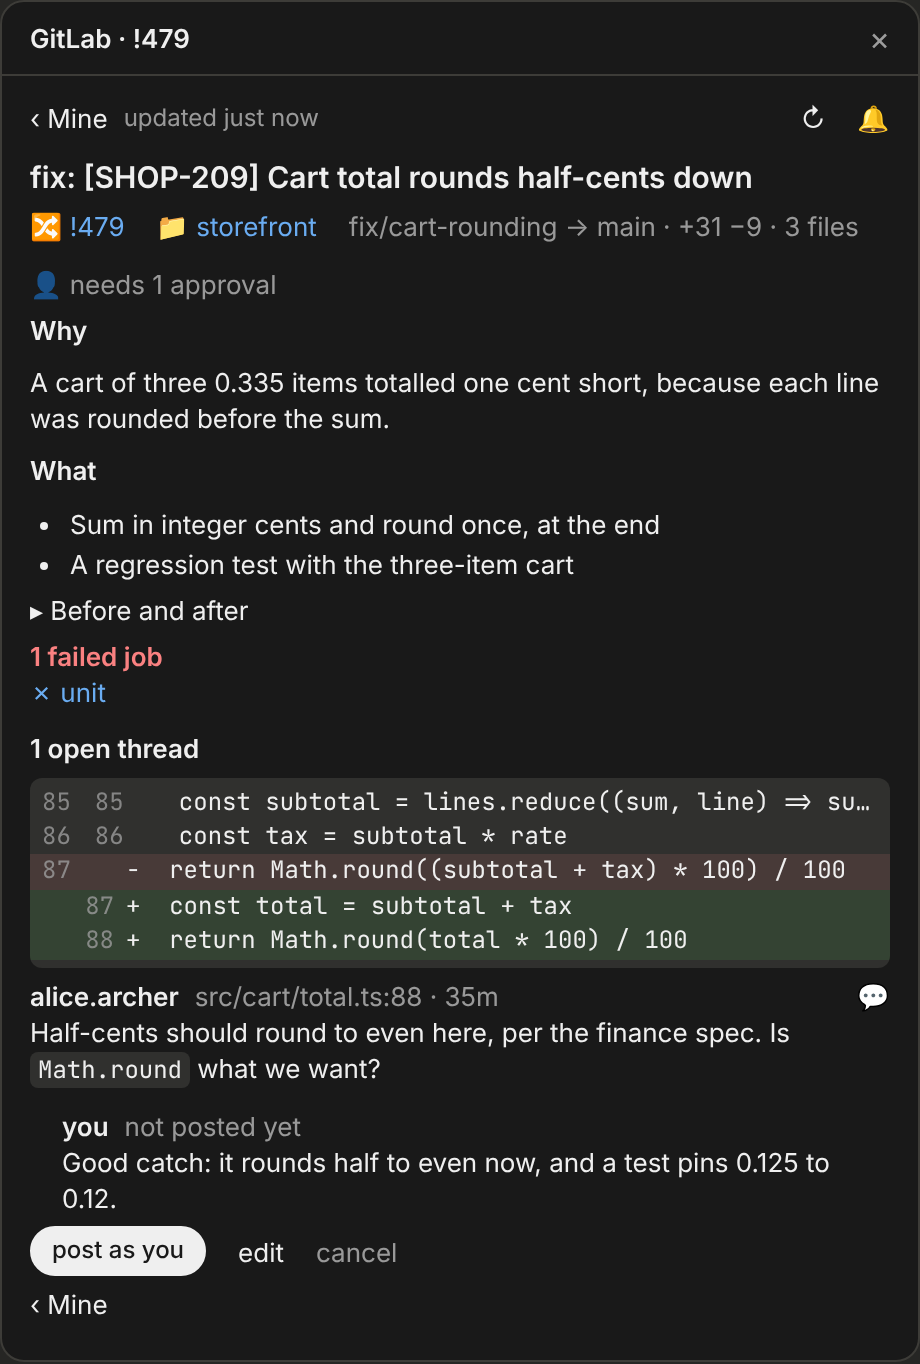 GitLab · !479 ×
‹ Mine updated just now
fix: [SHOP-209] Cart total rounds half-cents down
!479 storefront fix/cart-rounding → main · +31 −9 · 3 files
needs 1 approval
Why
A cart of three 0.335 items totalled one cent short, because each line
was rounded before the sum.
What
• Sum in integer cents and round once, at the end
• A regression test with the three-item cart
▸ Before and after
1 failed job
× unit
1 open thread
85 85 const subtotal = lines.reduce((sum, line) => su…
86 86 const tax = subtotal * rate
87 - return Math.round((subtotal + tax) * 100) / 100
87 + const total = subtotal + tax
88 + return Math.round(total * 100) / 100
alice.archer src/cart/total.ts:88 · 35m
Half-cents should round to even here, per the finance spec. Is
Math.round what we want?
you not posted yet
Good catch: it rounds half to even now, and a test pins 0.125 to
0.12.
post as you edit cancel
‹ Mine